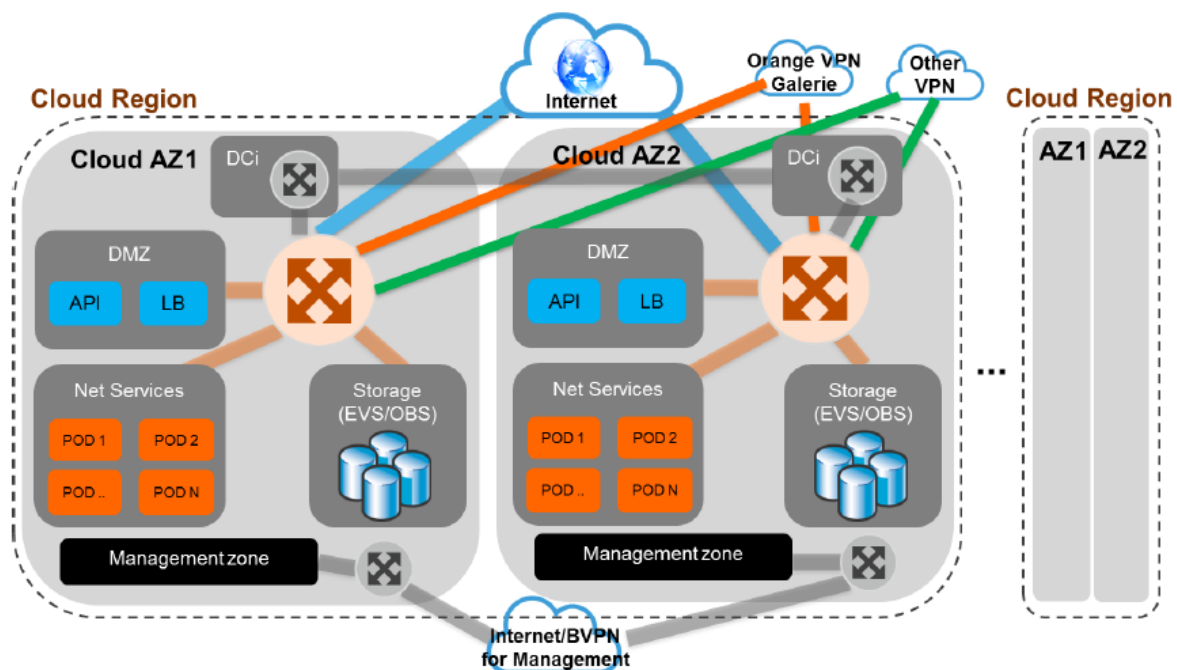 Internet
Orange VPN
Galerie
Other
VPN
Cloud Region
Cloud AZ1
DCi
DMZ
API
LB
Net Services
POD 1
POD 2
POD ..
POD N
Storage
(EVS/OBS)
Management zone
Cloud AZ2
DCi
DMZ
API
LB
Net Services
POD 1
POD 2
POD ..
POD N
Storage
(EVS/OBS)
Management zone
Internet/BVPN
for Management
...
Cloud Region
AZ1
AZ2